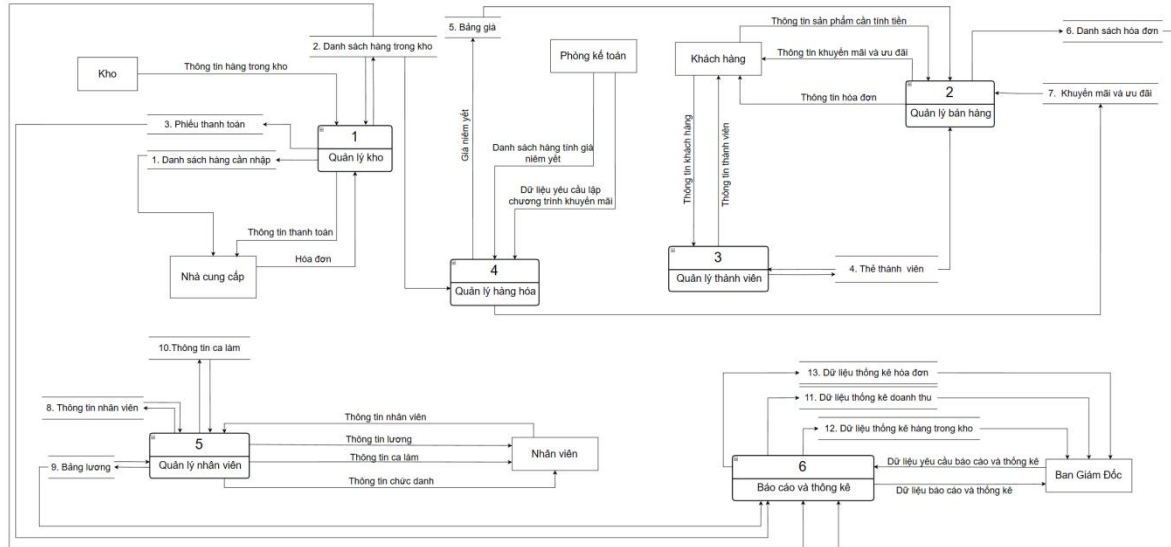 5. Bảng giá
Thông tin sản phẩm cần tính tiền
6. Danh sách hóa đơn
2. Danh sách hàng trong kho
Phòng kế toán
Khách hàng
Thông tin khuyến mãi và ưu đãi
Kho
Thông tin hàng trong kho
2
Quản lý bán hàng
7. Khuyến mãi và ưu đãi
Thông tin hóa đơn
3. Phiếu thanh toán
1
Quản lý kho
Giá niêm yết
Thông tin khách hàng
Thông tin thành viên
1. Danh sách hàng cần nhập
Danh sách hàng tính giá
niêm yết
Dữ liệu yêu cầu lập
chương trình khuyến mãi
Thông tin thanh toán
3
Quản lý thành viên
4. Thẻ thành viên
Nhà cung cấp
Hóa đơn
4
Quản lý hàng hóa
10.Thông tin ca làm
13. Dữ liệu thống kê hóa đơn
8. Thông tin nhân viên
11. Dữ liệu thống kê doanh thu
Thông tin nhân viên
12. Dữ liệu thống kê hàng trong kho
5
Quản lý nhân viên
Thông tin lương
Nhân viên
9. Bảng lương
Thông tin ca làm
6
Báo cáo và thống kê
Dữ liệu yêu cầu báo cáo và thống kê
Ban Giám Đốc
Thông tin chức danh
Dữ liệu báo cáo và thống kê